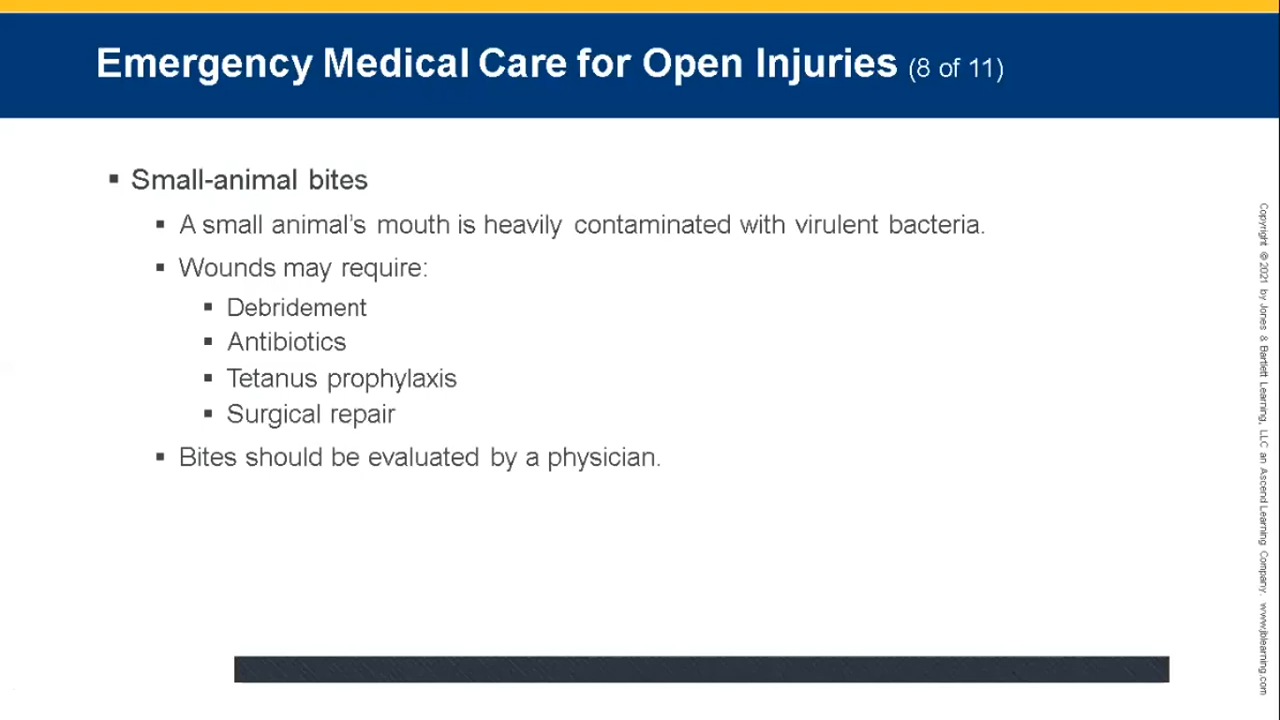 Emergency Medical Care for Open Injuries (8 of 11)
▪ Small-animal bites
▪ A small animal's mouth is heavily contaminated with virulent bacteria.
▪ Wounds may require:
▪ Debridement
▪ Antibiotics
▪ Tetanus prophylaxis
▪ Surgical repair
▪ Bites should be evaluated by a physician.
Copyright © 2021 by Jones & Bartlett Learning, LLC an Ascend Learning Company. www.jblearning.com